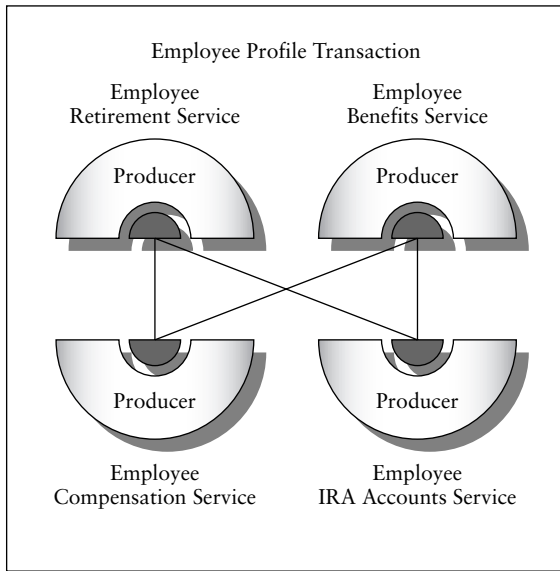 Employee Profile Transaction
Employee
Retirement Service
Employee
Benefits Service
Producer
Producer
Producer
Producer
Employee
Compensation Service
Employee
IRA Accounts Service